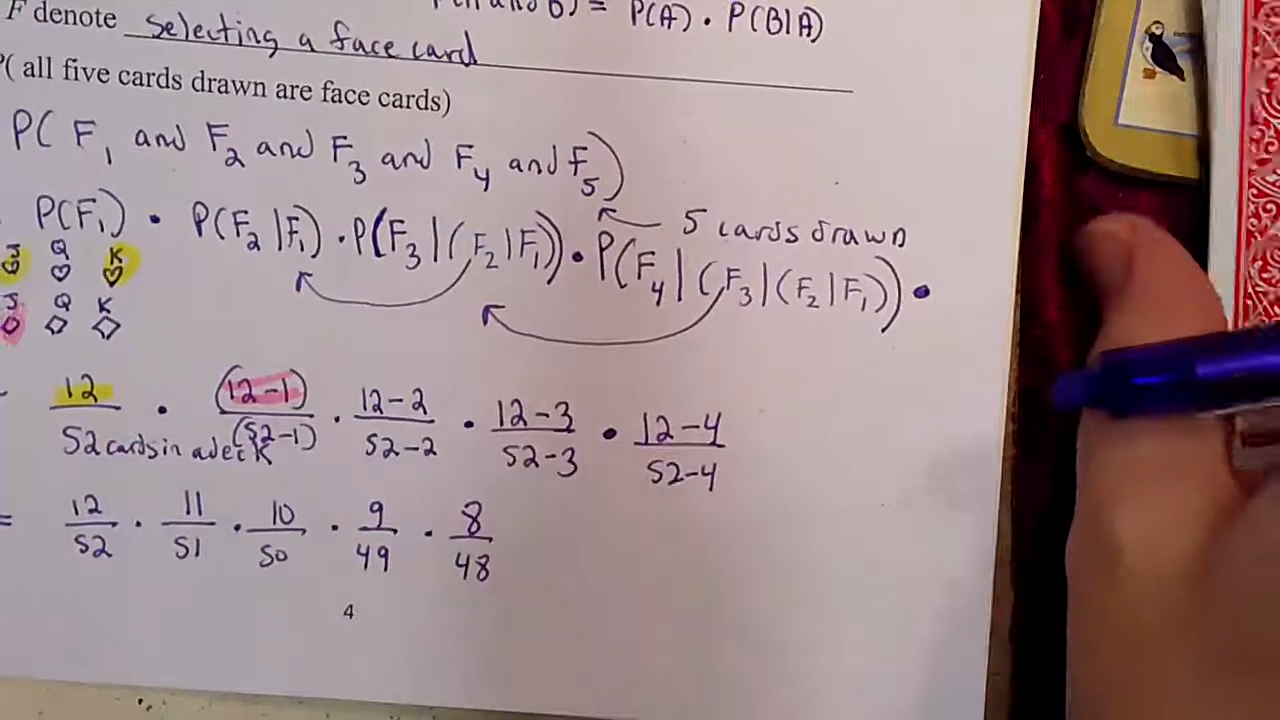 = P(A) · P(B|A)
F denote selecting a face card
P( all five cards drawn are face cards)
P( F1 and F2 and F3 and F4 and F5)
P(F1) · P(F2|F1) · P(F3|(F2|F1)) · P(F4|(F3|(F2|F1)) ·
5 cards drawn
J♡ Q♡ K♡
J♢ Q♢ K♢
12/52 cards in a deck · (12-1)/(52-1) · 12-2/52-2 · 12-3/52-3 · 12-4/52-4
= 12/52 · 11/51 · 10/50 · 9/49 · 8/48
4